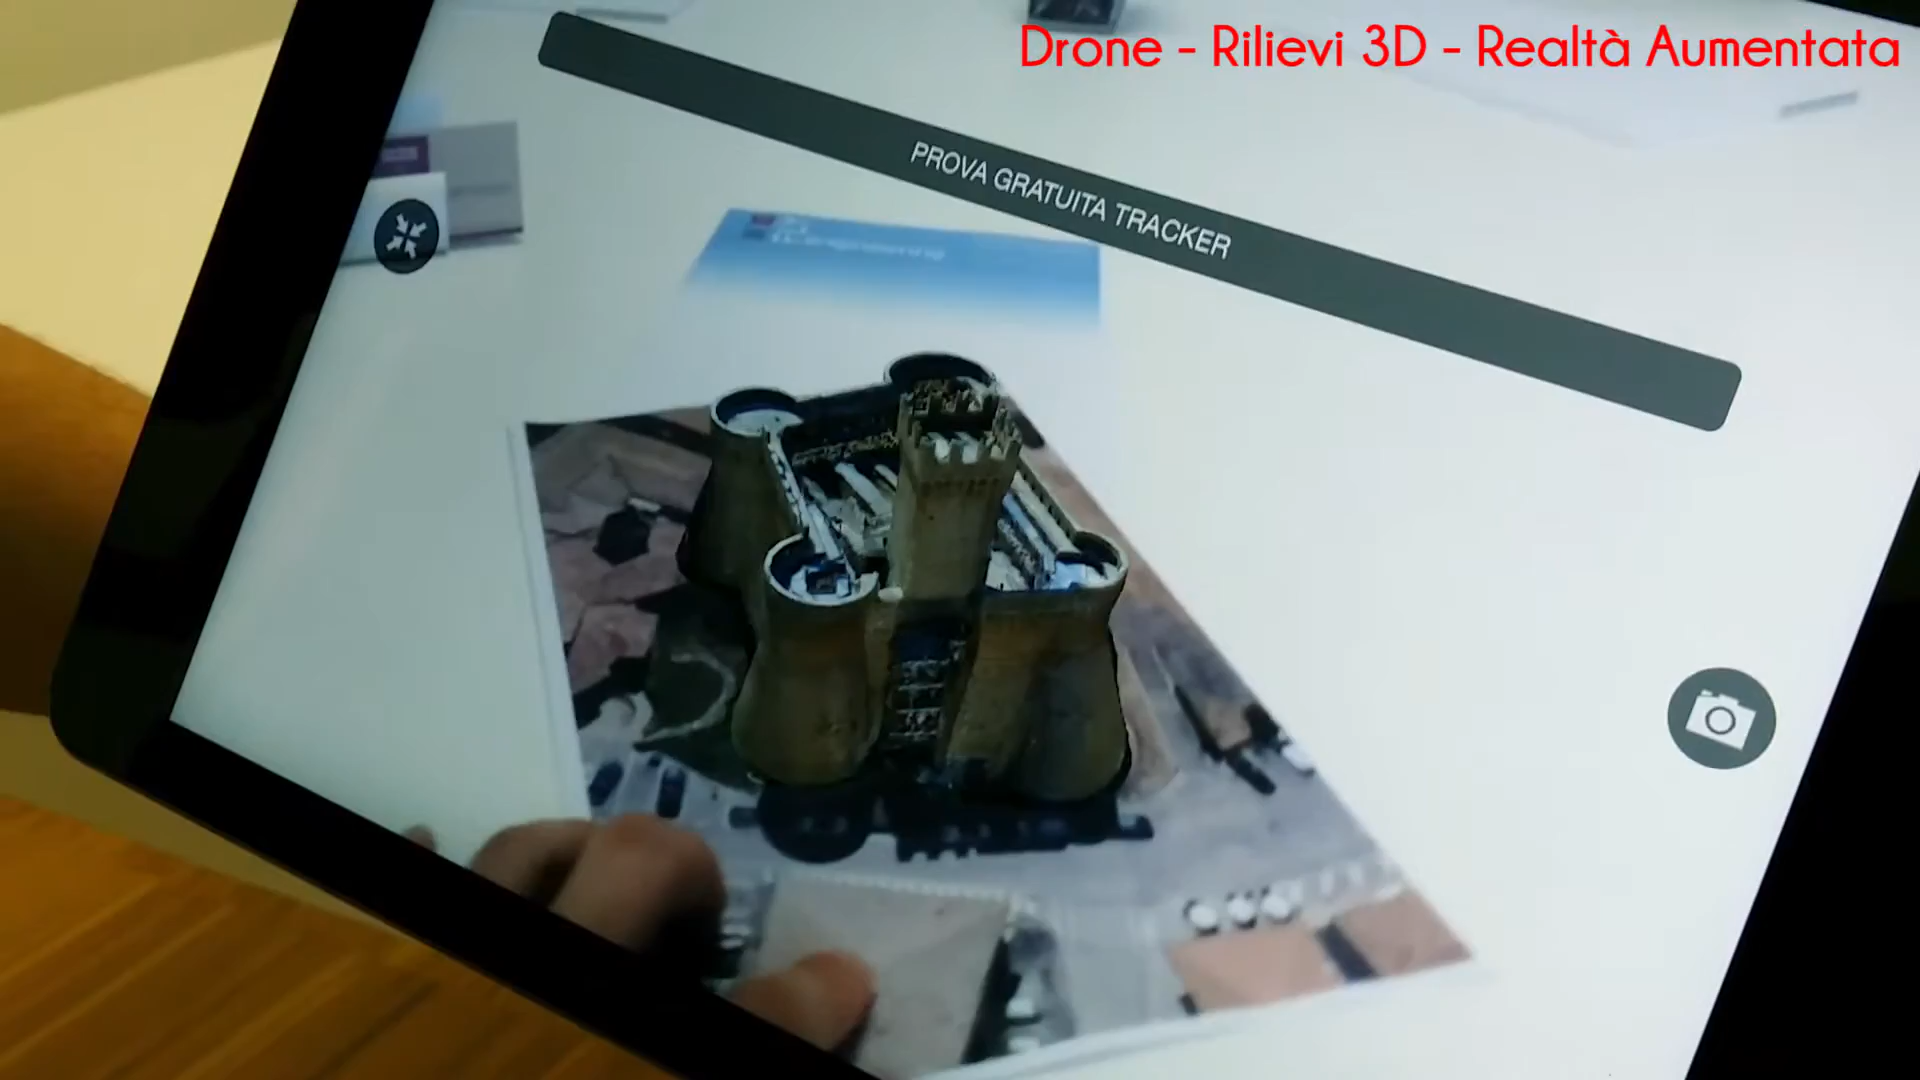 Drone - Rilievi 3D - Realtà Aumentata
PROVA GRATUITA TRACKER